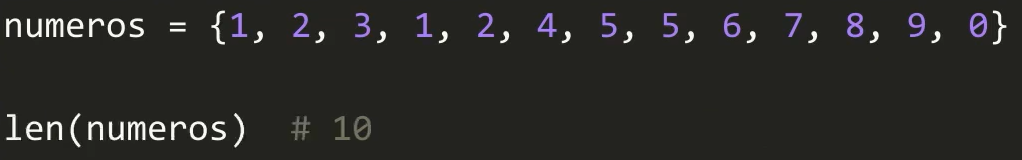 numeros = {1, 2, 3, 1, 2, 4, 5, 5, 6, 7, 8, 9, 0}
len(numeros)  # 10